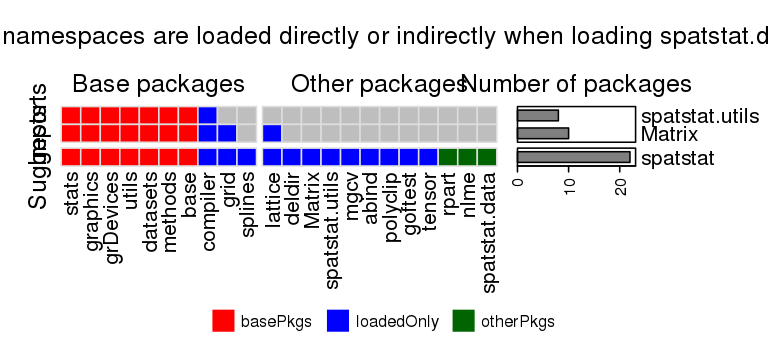 namespaces are loaded directly or indirectly when loading spatstat.d
Base packages
Other packages
Number of packages
Imports
Suggests
spatstat.utils
Matrix
spatstat
stats
graphics
grDevices
utils
datasets
methods
base
compiler
grid
splines
lattice
deldir
Matrix
spatstat.utils
mgcv
abind
polyclip
goftest
tensor
rpart
nlme
spatstat.data
0
10
20
basePkgs
loadedOnly
otherPkgs